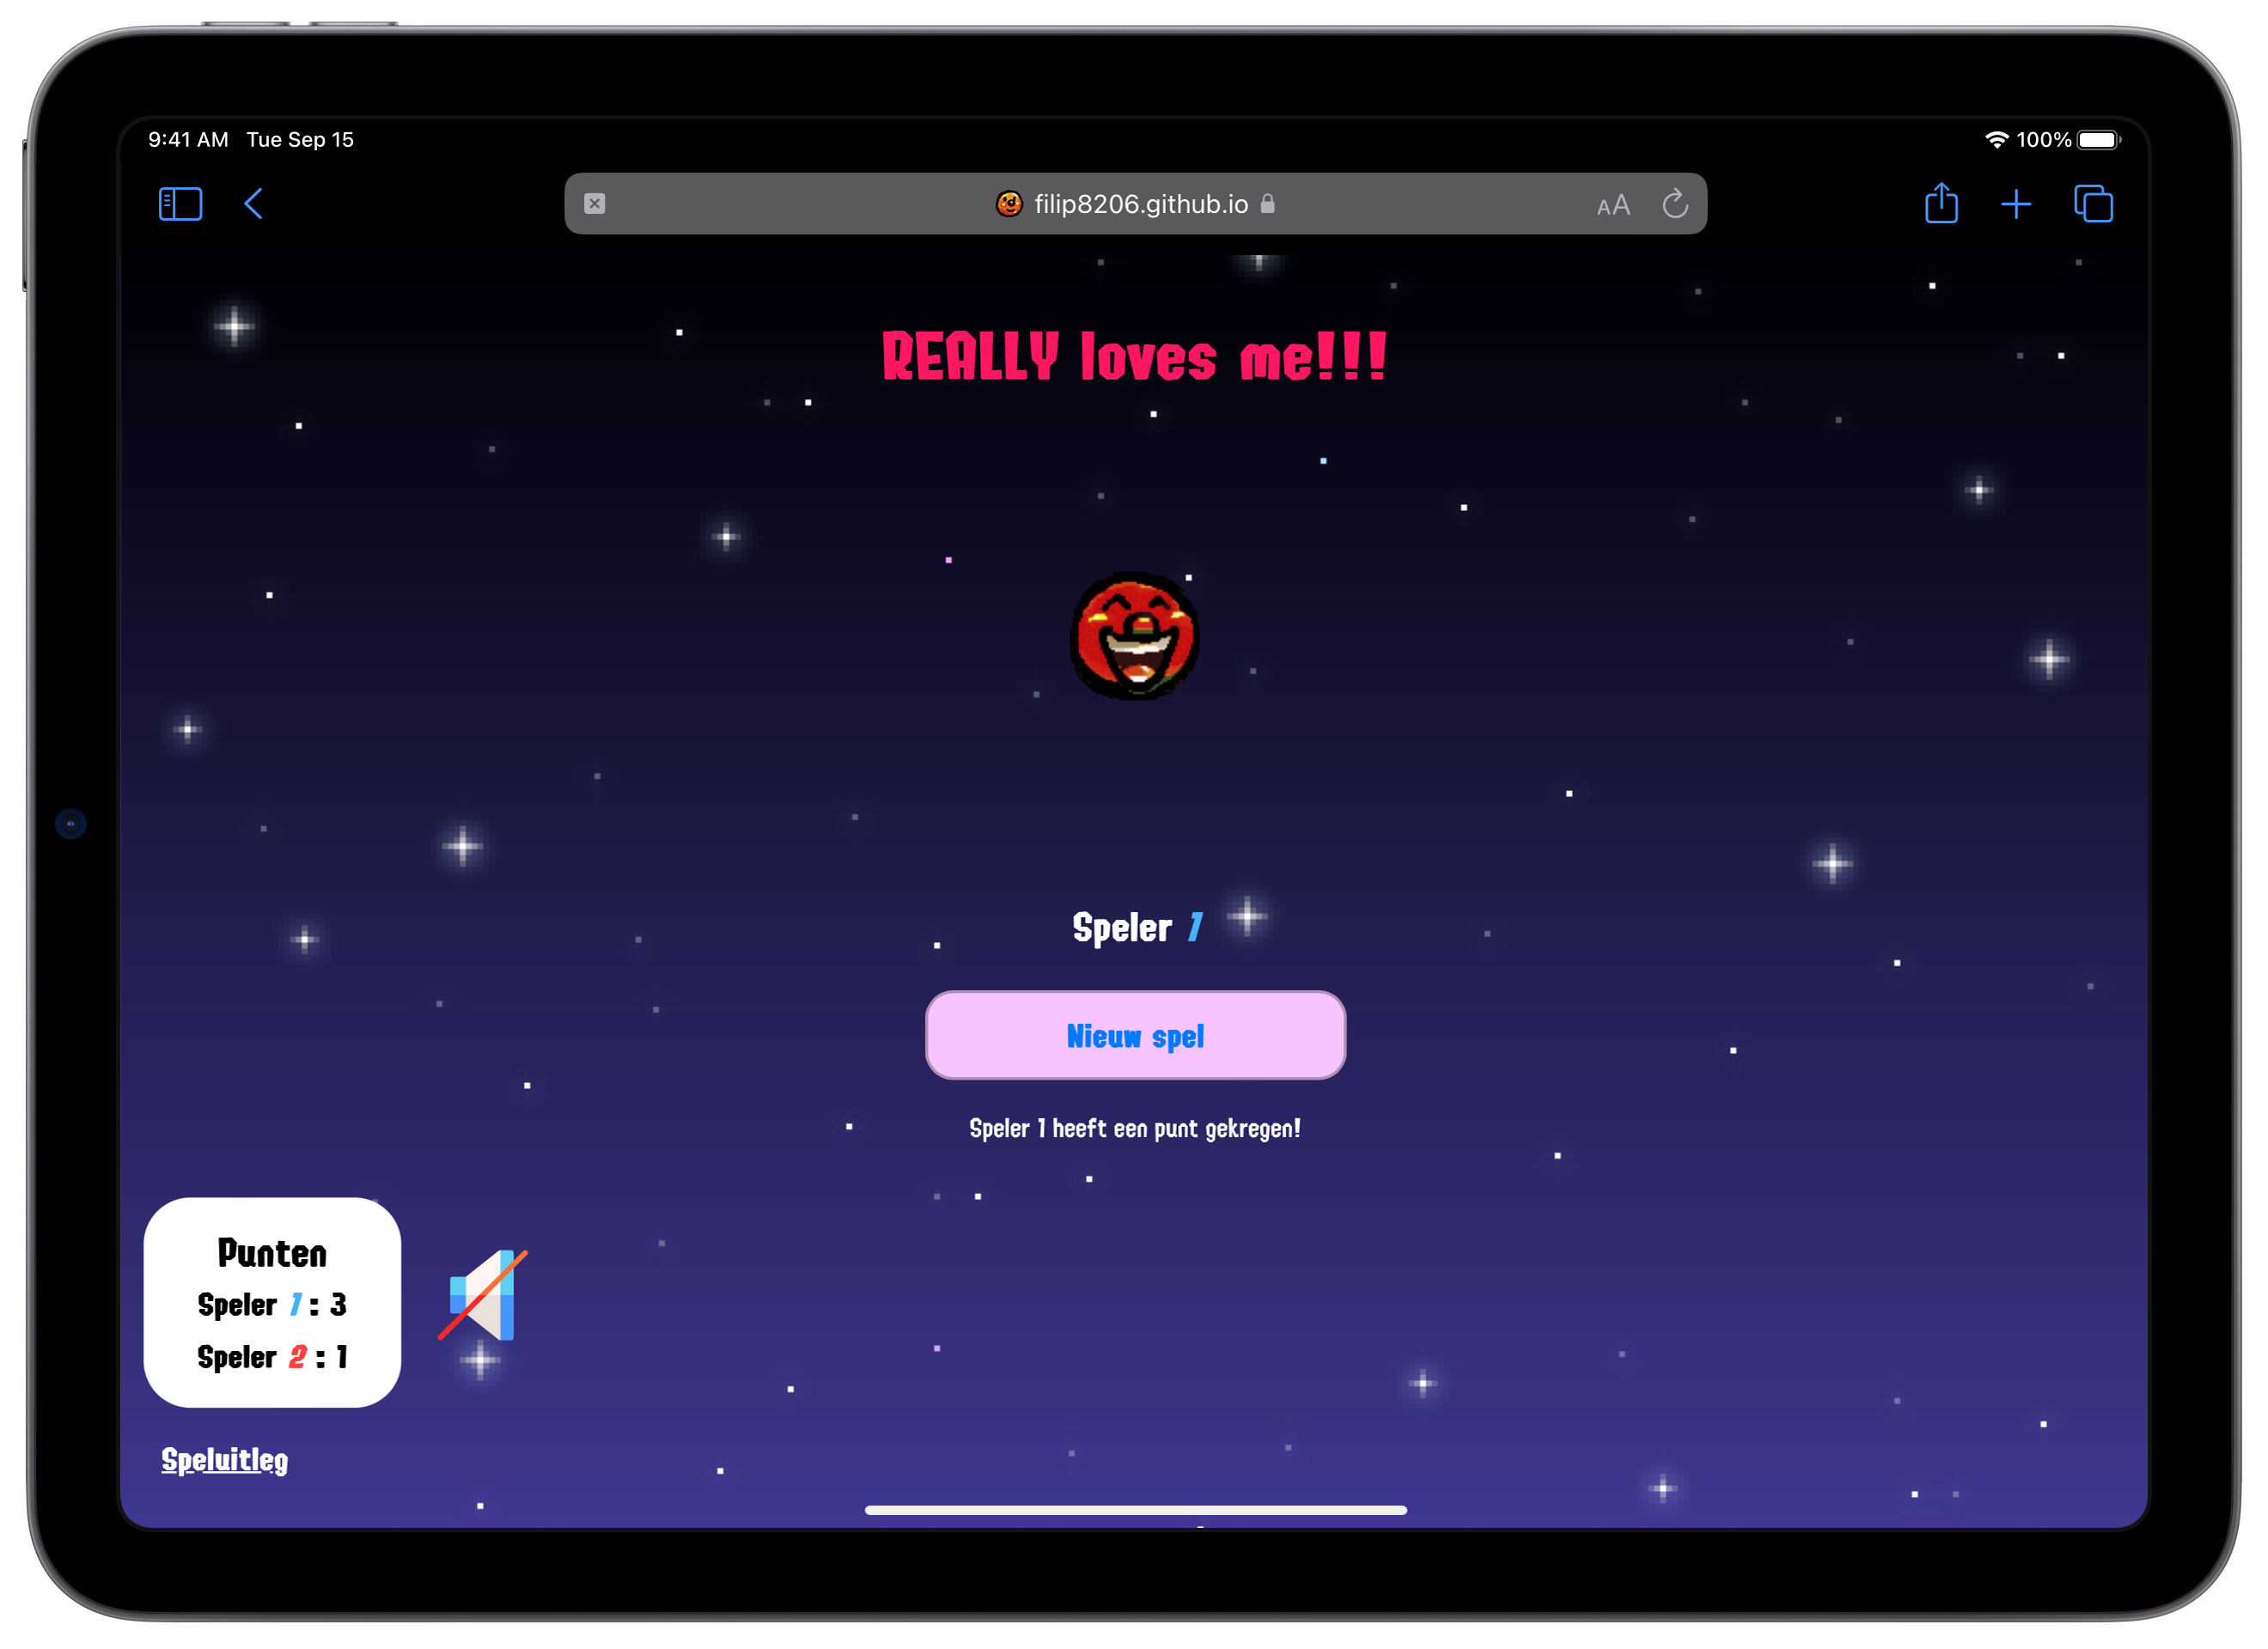 9:41 AM Tue Sep 15
100%
filip8206.github.io
AA
REALLY loves me!!!
Speler 1
Nieuw spel
Speler 1 heeft een punt gekregen!
Punten
Speler 1 : 3
Speler 2 : 1
Speluitleg